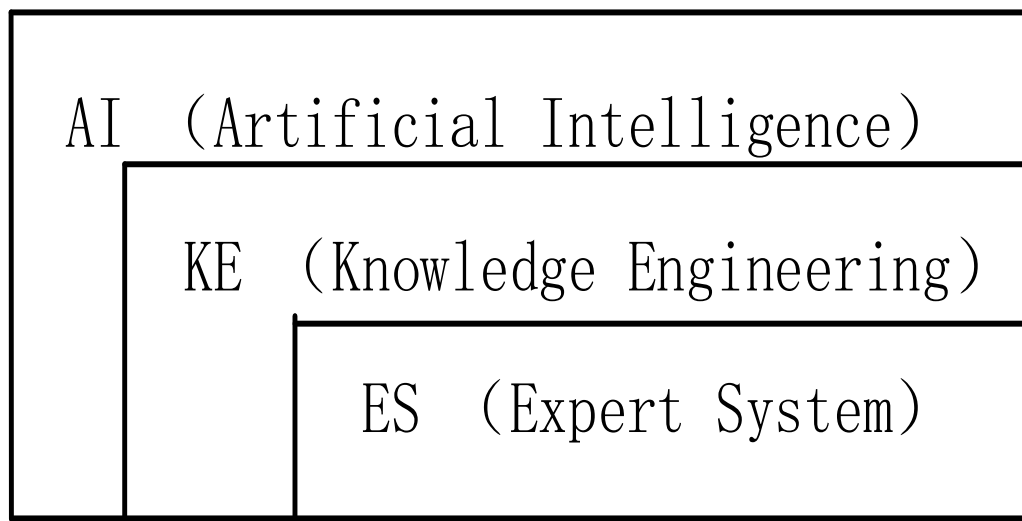 AI (Artificial Intelligence)
KE (Knowledge Engineering)
ES (Expert System)